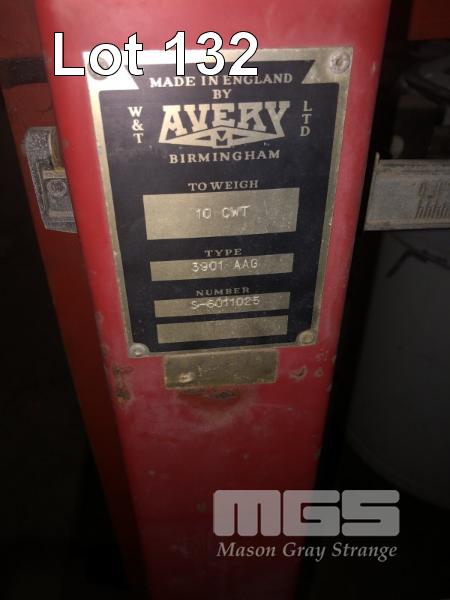 Lot 132
MADE IN ENGLAND
BY
W&T AVERY LTD
M
BIRMINGHAM
TO WEIGH
10 CWT
TYPE
3901 AAG
NUMBER
S-6011025
MGS
Mason Gray Strange